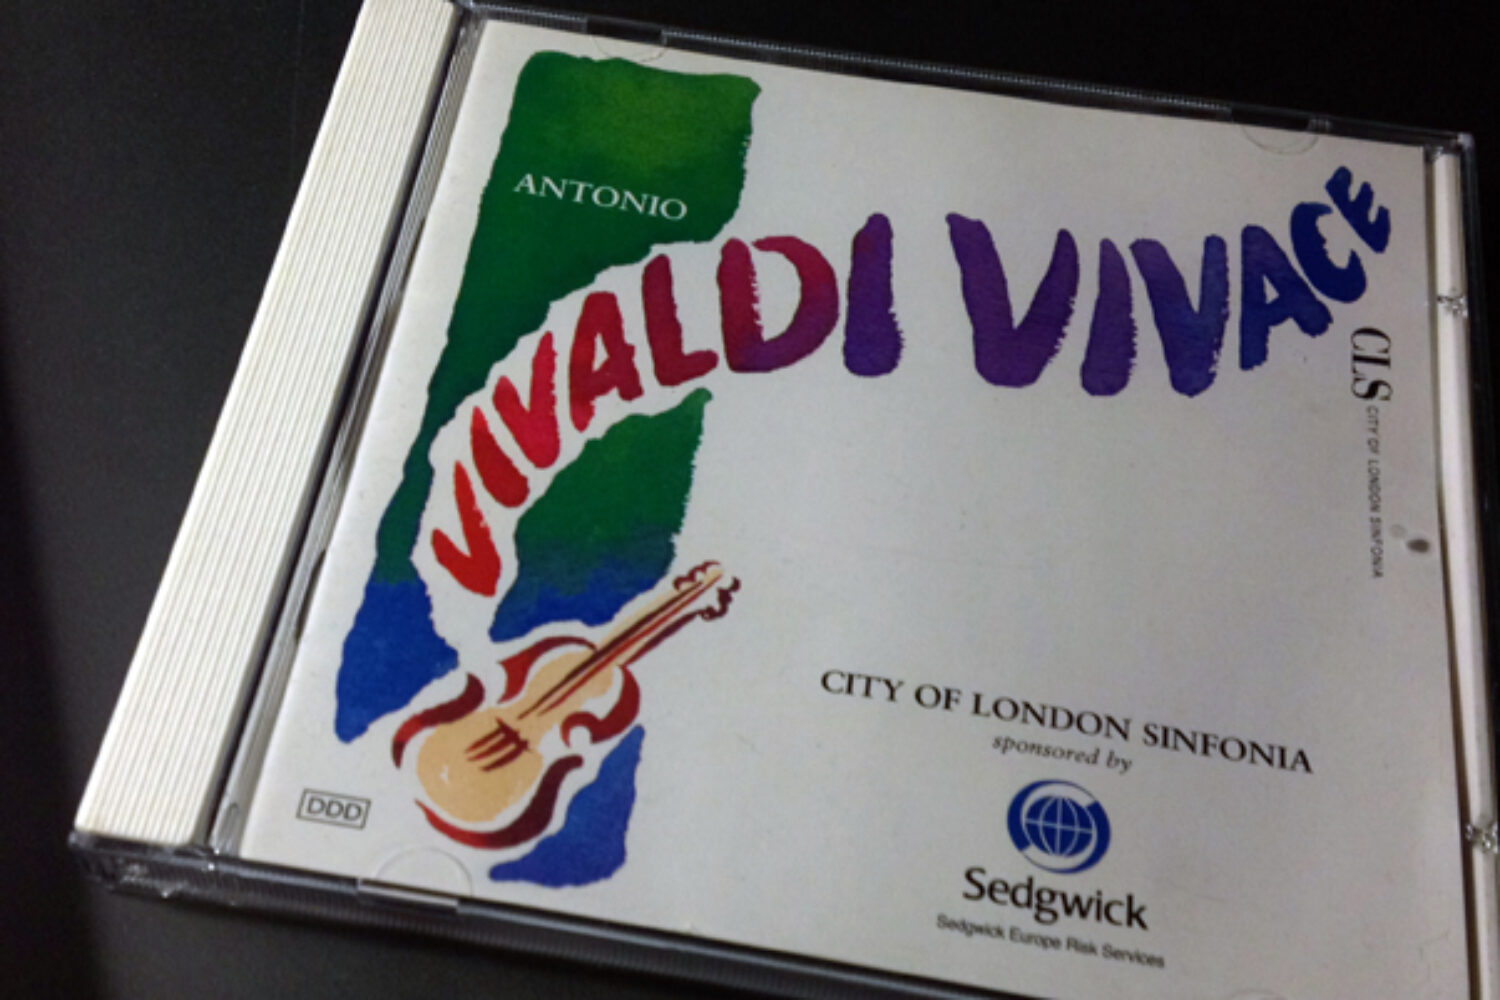 ANTONIO
VIVALDI VIVACE
CLS
CITY OF LONDON SINFONIA
CITY OF LONDON SINFONIA
sponsored by
Sedgwick
Sedgwick Europe Risk Services
DDD